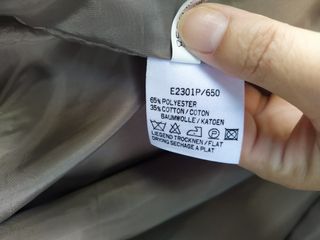 E2301P/650
65% POLYESTER
35% COTTON / COTON
BAUMWOLLE / KATOEN
LIEGEND TROCKNEN / FLAT
DRYING SECHAGE A PLAT